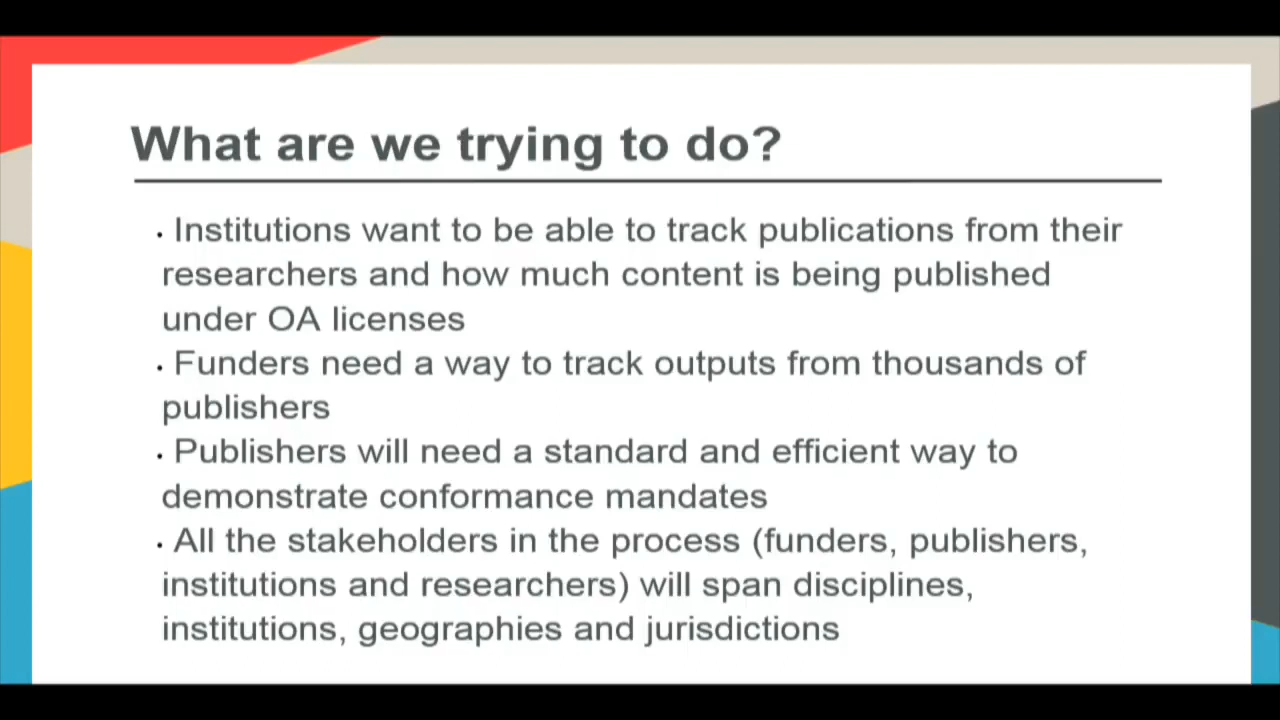 What are we trying to do?
· Institutions want to be able to track publications from their
researchers and how much content is being published
under OA licenses
· Funders need a way to track outputs from thousands of
publishers
· Publishers will need a standard and efficient way to
demonstrate conformance mandates
· All the stakeholders in the process (funders, publishers,
institutions and researchers) will span disciplines,
institutions, geographies and jurisdictions